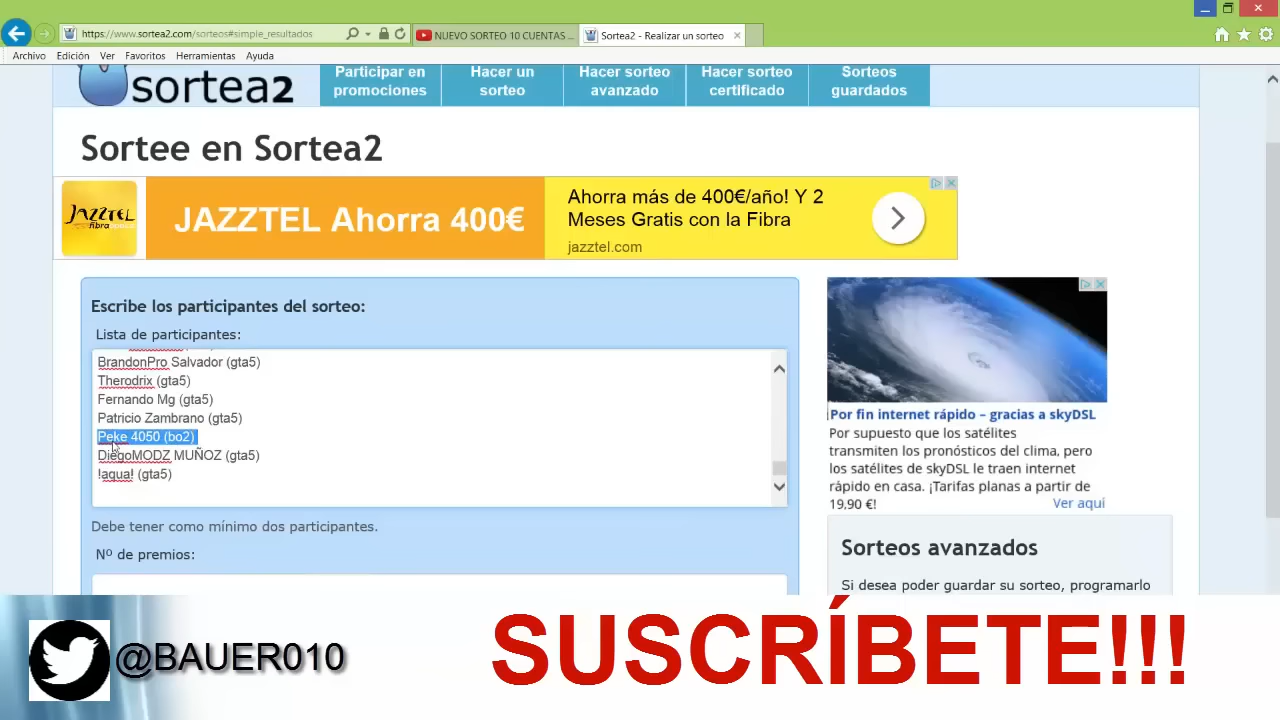 https://www.sortea2.com/sorteos#simple_resultados
NUEVO SORTEO 10 CUENTAS ...
Sortea2 - Realizar un sorteo
Archivo Edición Ver Favoritos Herramientas Ayuda
sortea2
Participar en promociones
Hacer un sorteo
Hacer sorteo avanzado
Hacer sorteo certificado
Sorteos guardados
Sortee en Sortea2
JAZZTEL
fibraóptica
JAZZTEL Ahorra 400€
Ahorra más de 400€/año! Y 2
Meses Gratis con la Fibra
jazztel.com
Escribe los participantes del sorteo:
Lista de participantes:
BrandonPro Salvador (gta5)
Therodrix (gta5)
Fernando Mg (gta5)
Patricio Zambrano (gta5)
Peke 4050 (bo2)
DiegoMODZ MUÑOZ (gta5)
!aqua! (gta5)
Debe tener como mínimo dos participantes.
Nº de premios:
Por fin internet rápido – gracias a skyDSL
Por supuesto que los satélites
transmiten los pronósticos del clima, pero
los satélites de skyDSL le traen internet
rápido en casa. ¡Tarifas planas a partir de
19,90 €!
Ver aquí
Sorteos avanzados
Si desea poder guardar su sorteo, programarlo
@BAUER010
SUSCRÍBETE!!!